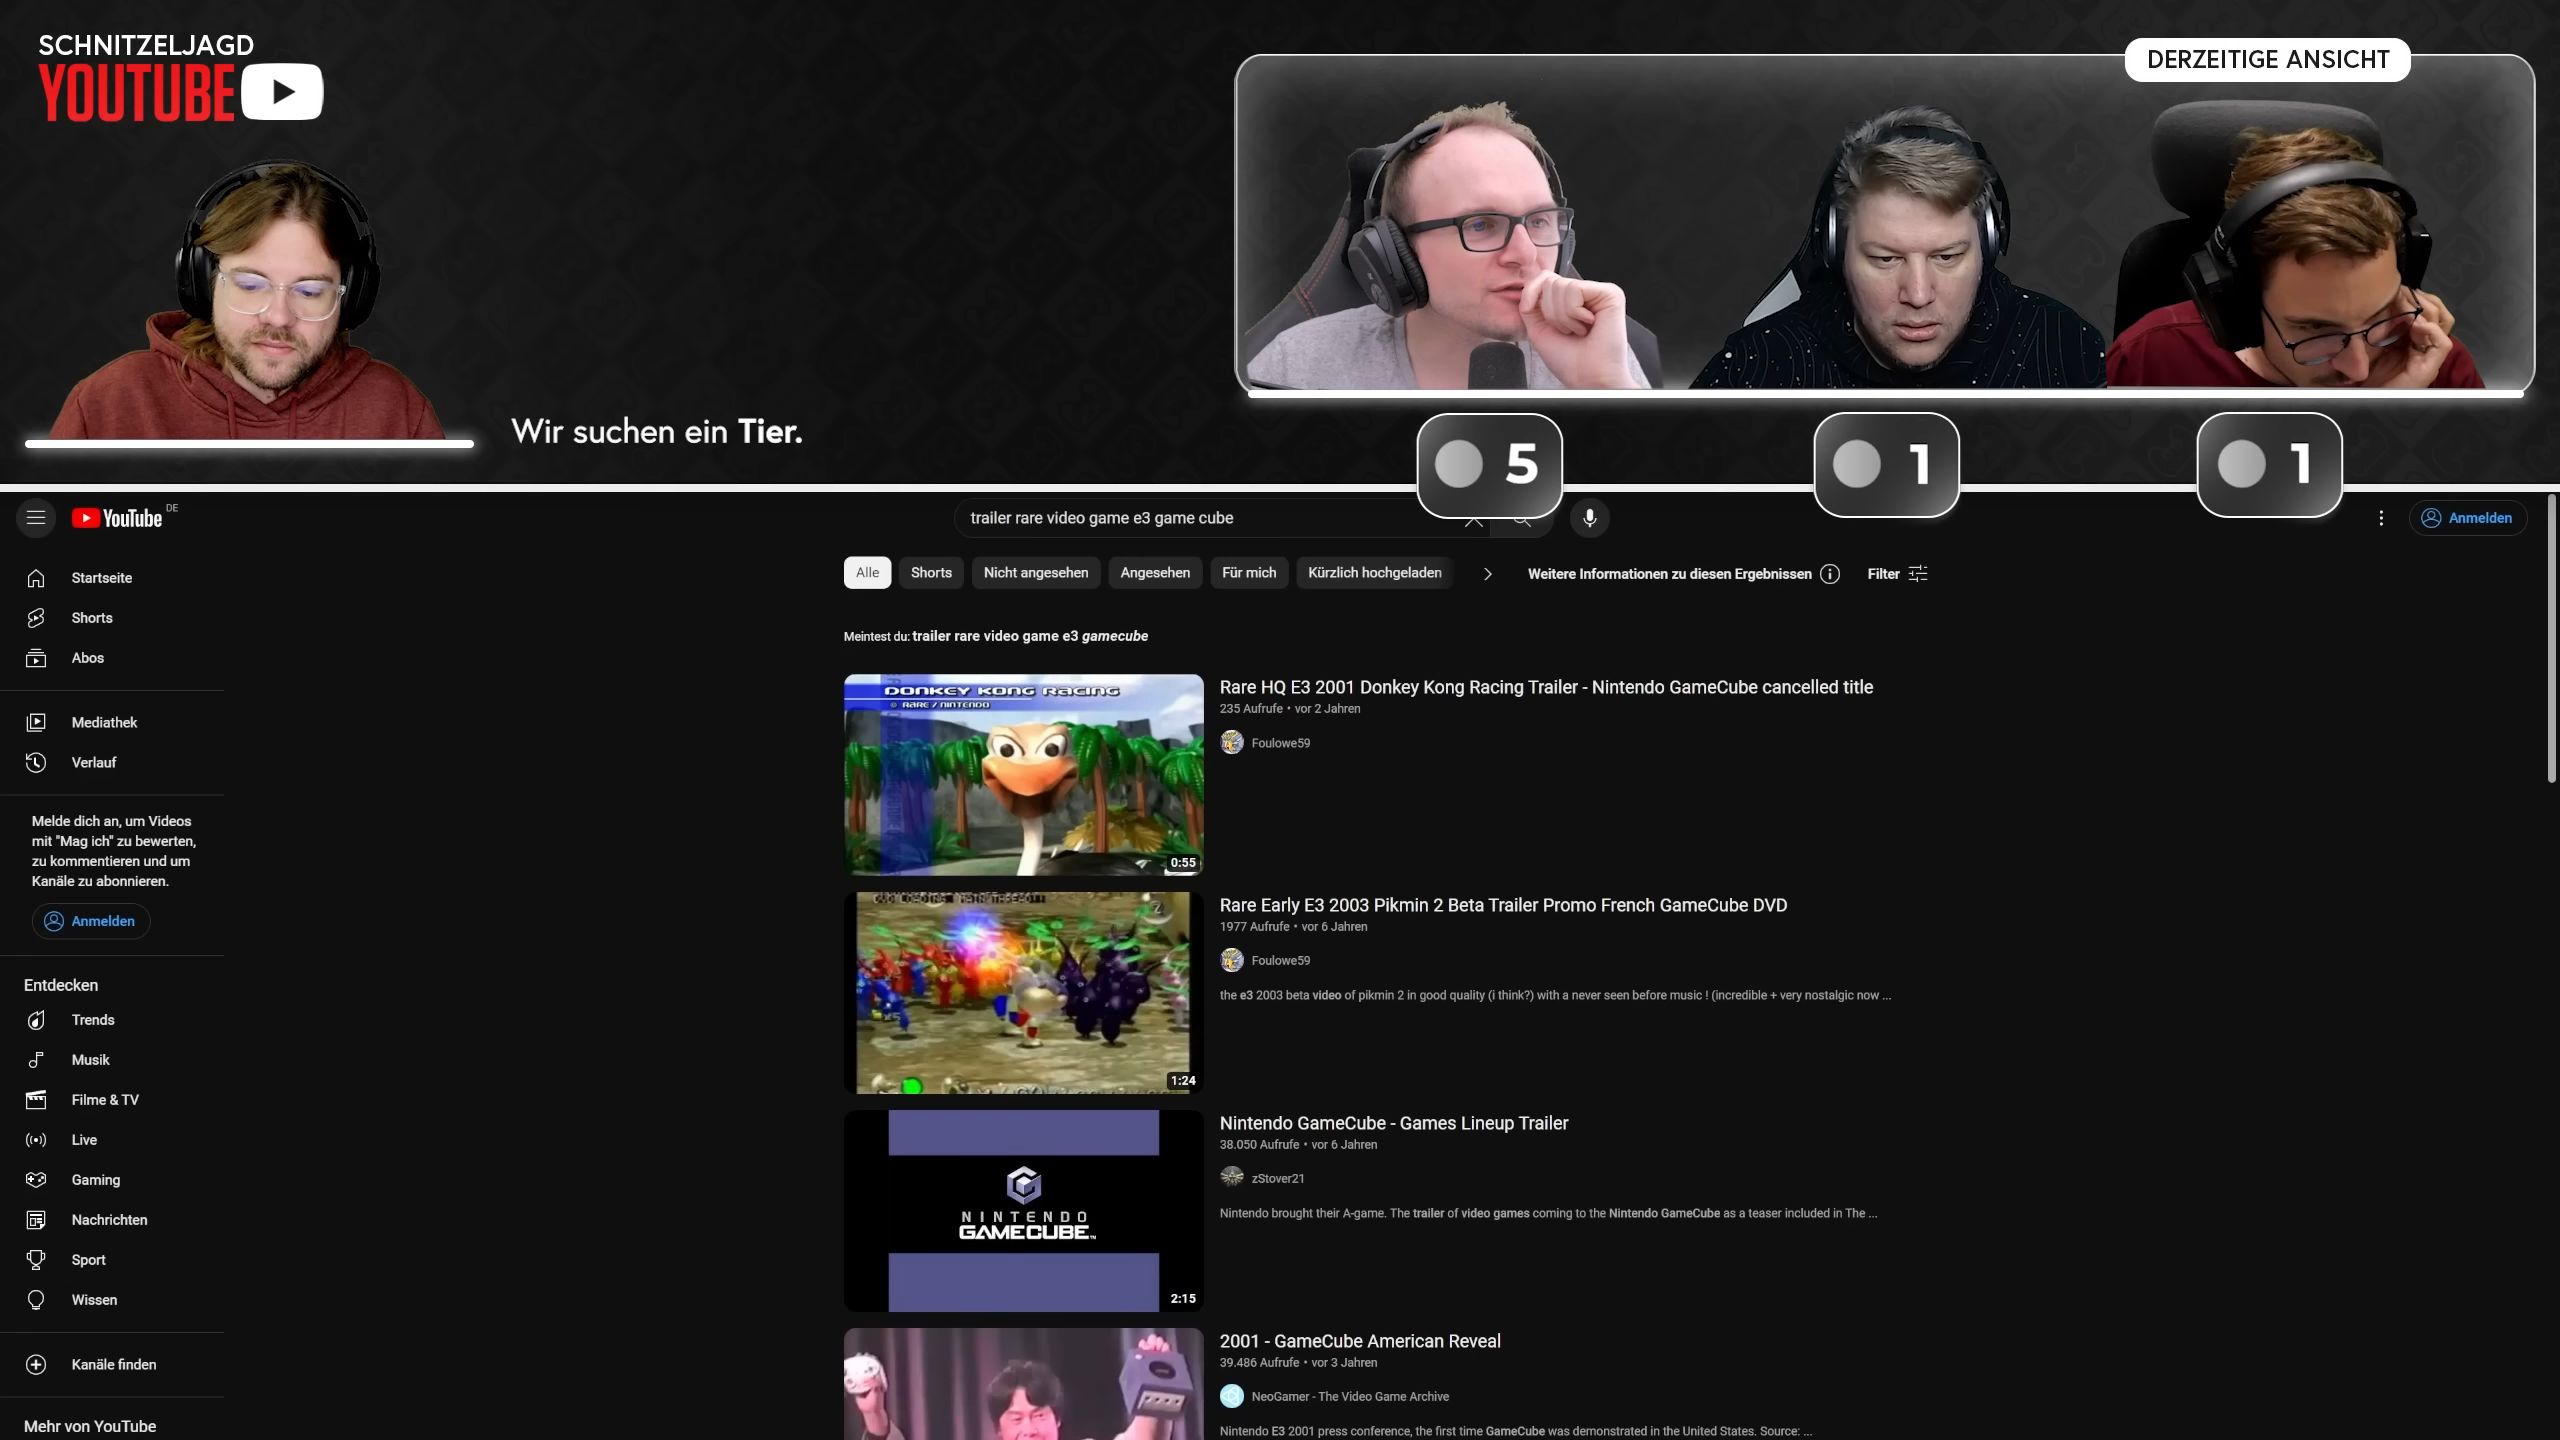 SCHNITZELJAGD
YOUTUBE
DERZEITIGE ANSICHT
Wir suchen ein Tier.
5
1
1
YouTube DE
trailer rare video game e3 game cube
Anmelden
Startseite
Shorts
Abos
Mediathek
Verlauf
Melde dich an, um Videos
mit "Mag ich" zu bewerten,
zu kommentieren und um
Kanäle zu abonnieren.
Anmelden
Entdecken
Trends
Musik
Filme & TV
Live
Gaming
Nachrichten
Sport
Wissen
Kanäle finden
Mehr von YouTube
Alle Shorts Nicht angesehen Angesehen Für mich Kürzlich hochgeladen Weitere Informationen zu diesen Ergebnissen Filter
Meintest du: trailer rare video game e3 gamecube
DONKEY KONG RACING
© RARE / NINTENDO
0:55
Rare HQ E3 2001 Donkey Kong Racing Trailer - Nintendo GameCube cancelled title
235 Aufrufe • vor 2 Jahren
Foulowe59
1:24
Rare Early E3 2003 Pikmin 2 Beta Trailer Promo French GameCube DVD
1977 Aufrufe • vor 6 Jahren
Foulowe59
the e3 2003 beta video of pikmin 2 in good quality (i think?) with a never seen before music ! (incredible + very nostalgic now ...
NINTENDO
GAMECUBE™
2:15
Nintendo GameCube - Games Lineup Trailer
38.050 Aufrufe • vor 6 Jahren
zStover21
Nintendo brought their A-game. The trailer of video games coming to the Nintendo GameCube as a teaser included in The ...
2001 - GameCube American Reveal
39.486 Aufrufe • vor 3 Jahren
NeoGamer - The Video Game Archive
Nintendo E3 2001 press conference, the first time GameCube was demonstrated in the United States. Source: ...